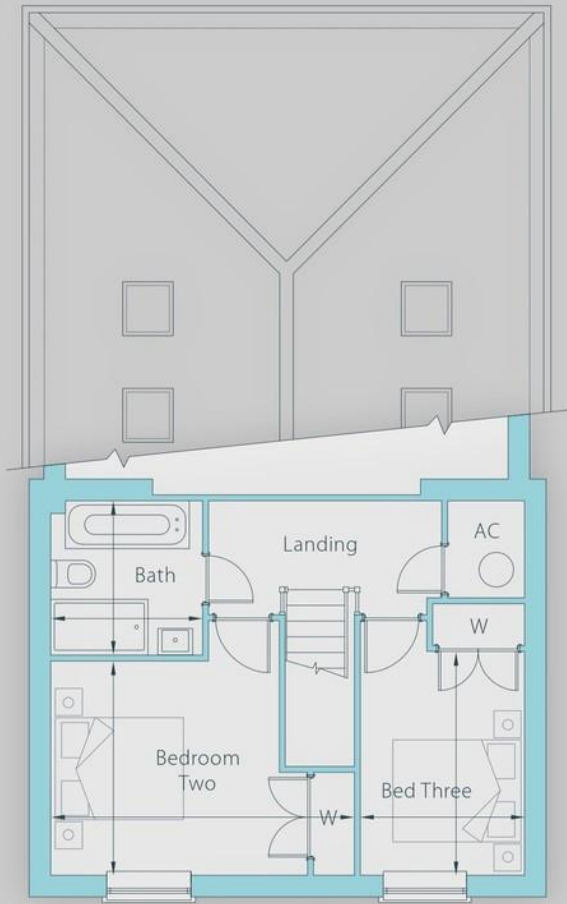 Landing
AC
Bath
W
Bedroom
Two
Bed Three
W